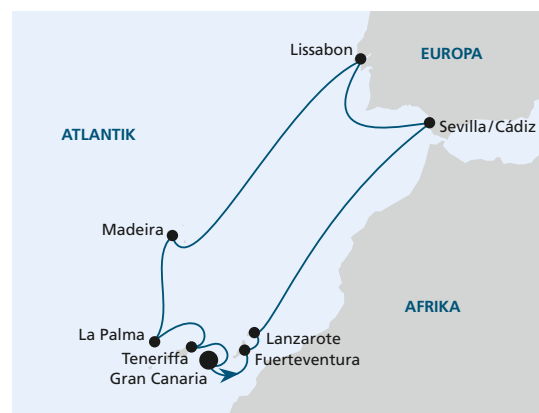 Lissabon
EUROPA
Sevilla/Cádiz
ATLANTIK
Madeira
AFRIKA
La Palma
Lanzarote
Teneriffa
Fuerteventura
Gran Canaria